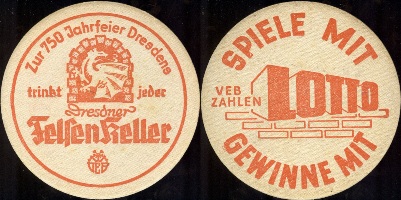 Zur 750 Jahrfeier Dresdens
trinkt jeder
Dresdner
Felsenkeller
SPIELE MIT
VEB
ZAHLEN
LOTTO
GEWINNE MIT